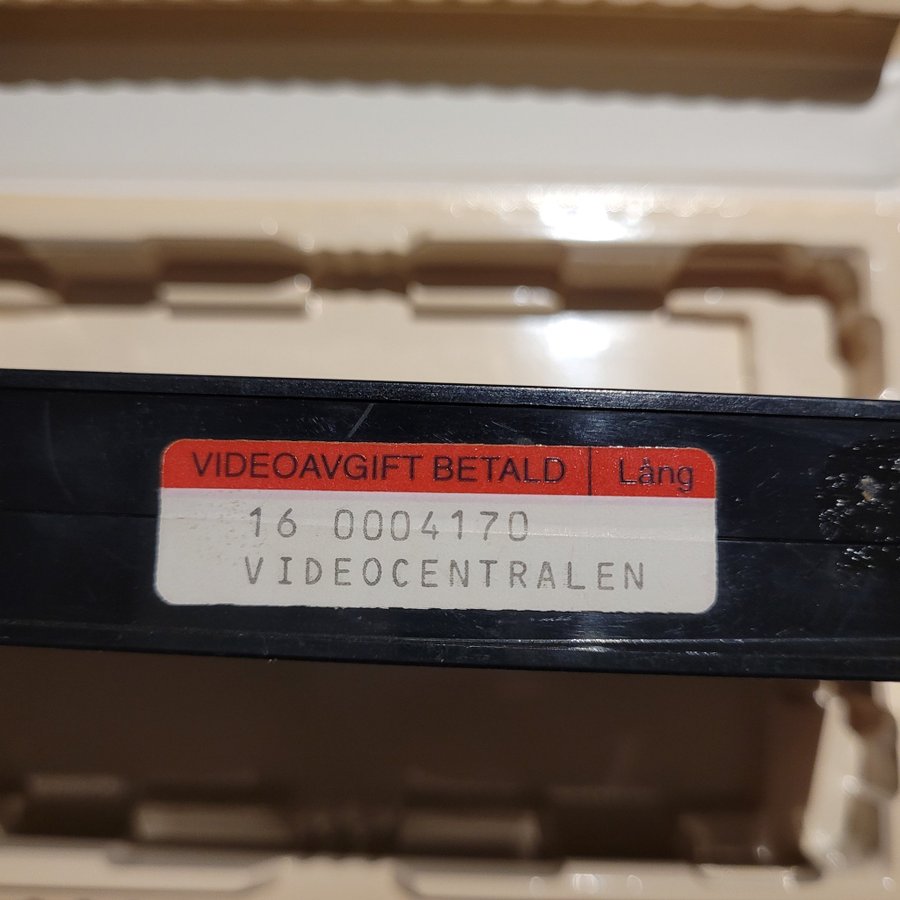 VIDEOAVGIFT BETALD | Lång
16 0004170
VIDEOCENTRALEN